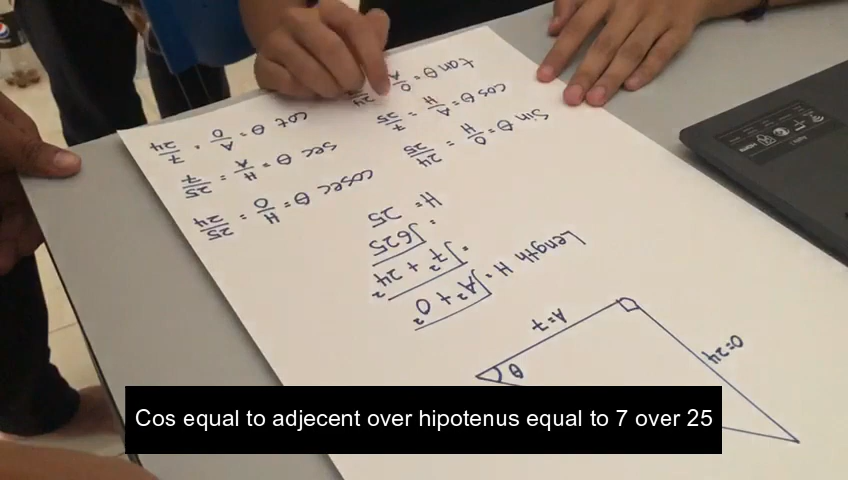 A=7
O=24
θ
Length H = √A² + O²
= √7² + 24²
= √625
H = 25
sin θ = O/H = 24/25
cos θ = A/H = 7/25
tan θ = O/A = 24
cosec θ = H/O = 25/24
sec θ = H/A = 25/7
cot θ = A/O = 7/24
Cos equal to adjecent over hipotenus equal to 7 over 25